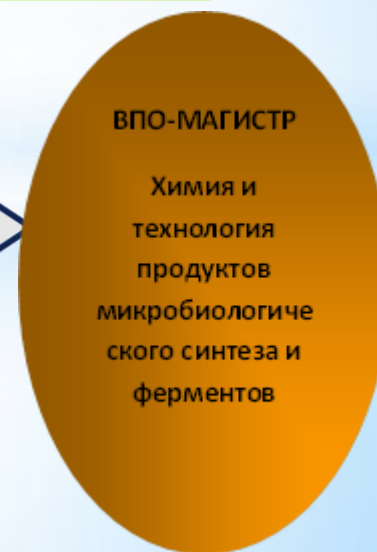 ВПО-МАГИСТР
Химия и
технология
продуктов
микробиологиче
ского синтеза и
ферментов